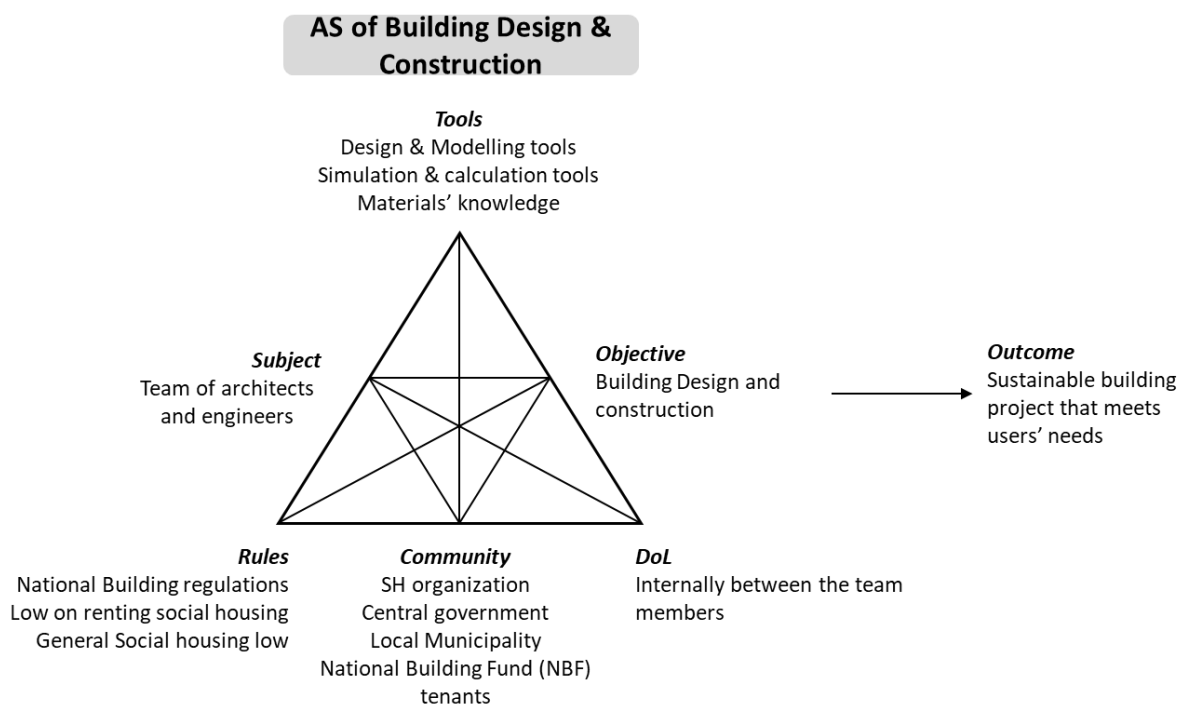 AS of Building Design &
Construction
Tools
Design & Modelling tools
Simulation & calculation tools
Materials’ knowledge
Subject
Team of architects
and engineers
Objective
Building Design and
construction
Outcome
Sustainable building
project that meets
users’ needs
Rules
National Building regulations
Low on renting social housing
General Social housing low
Community
SH organization
Central government
Local Municipality
National Building Fund (NBF)
tenants
DoL
Internally between the team
members